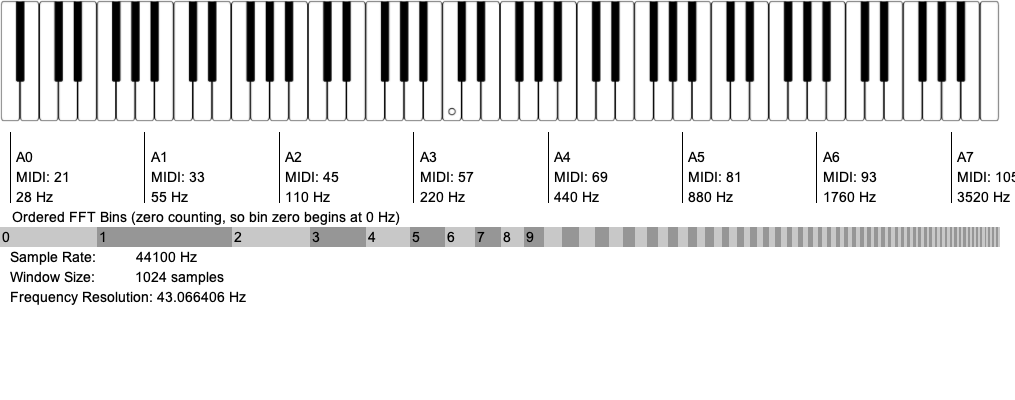 A0 A1 A2 A3 A4 A5 A6 A7
MIDI: 21 MIDI: 33 MIDI: 45 MIDI: 57 MIDI: 69 MIDI: 81 MIDI: 93 MIDI: 105
28 Hz 55 Hz 110 Hz 220 Hz 440 Hz 880 Hz 1760 Hz 3520 Hz
Ordered FFT Bins (zero counting, so bin zero begins at 0 Hz)
0 1 2 3 4 5 6 7 8 9
Sample Rate: 44100 Hz
Window Size: 1024 samples
Frequency Resolution: 43.066406 Hz